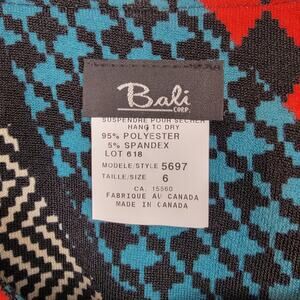 Bali
CORP.
SUSPENDRE POUR SECHER
HANG TO DRY
95% POLYESTER
5% SPANDEX
LOT 618
MODELE/STYLE 5697
TAILLE/SIZE 6
CA. 15560
FABRIQUE AU CANADA
MADE IN CANADA